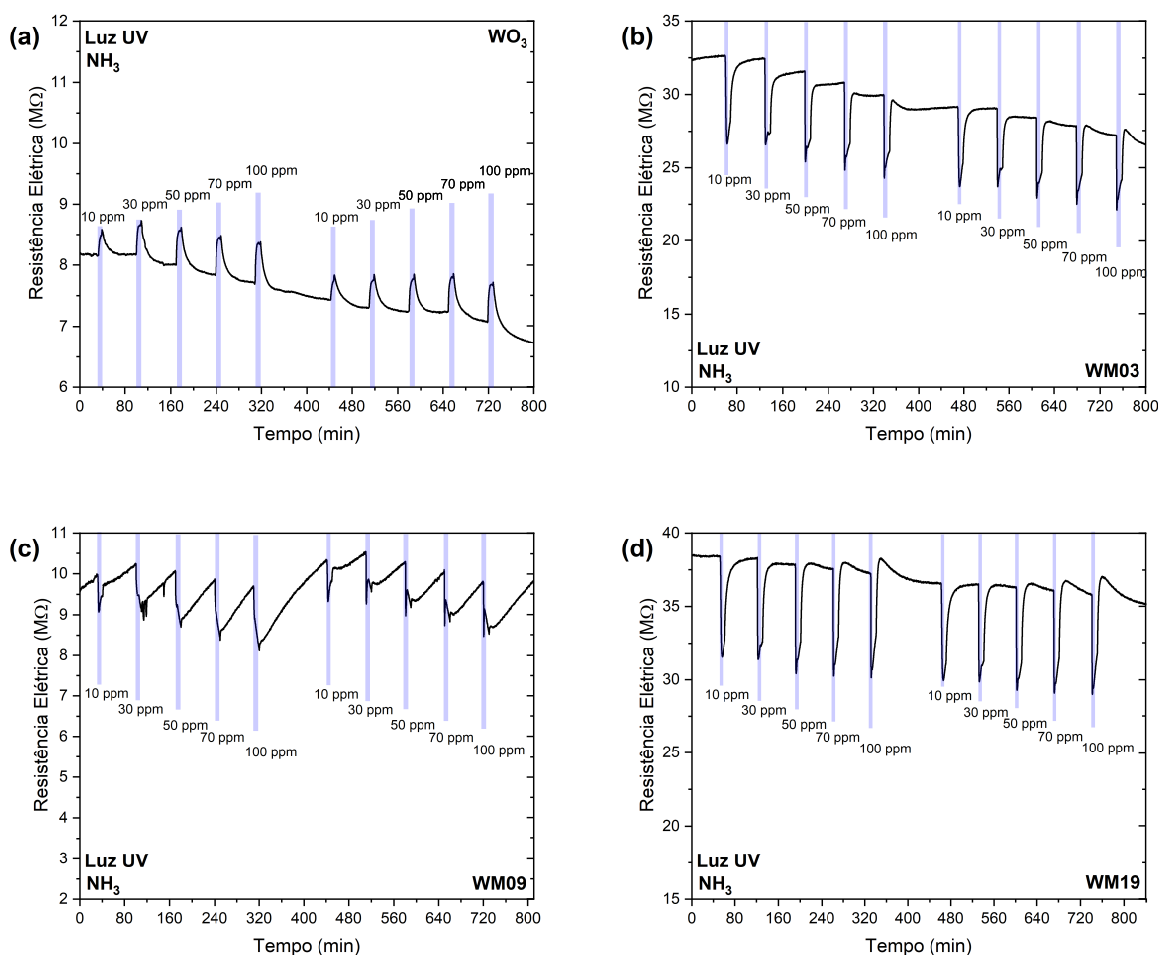 (a)
Luz UV
NH₃
WO₃
10 ppm
30 ppm
50 ppm
70 ppm
100 ppm
10 ppm
30 ppm
50 ppm
70 ppm
100 ppm
Resistência Elétrica (MΩ)
12
11
10
9
8
7
6
0 80 160 240 320 400 480 560 640 720 800
Tempo (min)
(b)
Luz UV
NH₃
WM03
10 ppm
30 ppm
50 ppm
70 ppm
100 ppm
10 ppm
30 ppm
50 ppm
70 ppm
100 ppm
Resistência Elétrica (MΩ)
35
30
25
20
15
10
0 80 160 240 320 400 480 560 640 720 800
Tempo (min)
(c)
Luz UV
NH₃
WM09
10 ppm
30 ppm
50 ppm
70 ppm
100 ppm
10 ppm
30 ppm
50 ppm
70 ppm
100 ppm
Resistência Elétrica (MΩ)
11
10
9
8
7
6
5
4
3
2
0 80 160 240 320 400 480 560 640 720 800
Tempo (min)
(d)
Luz UV
NH₃
WM19
10 ppm
30 ppm
50 ppm
70 ppm
100 ppm
10 ppm
30 ppm
50 ppm
70 ppm
100 ppm
Resistência Elétrica (MΩ)
40
35
30
25
20
15
0 80 160 240 320 400 480 560 640 720 800
Tempo (min)